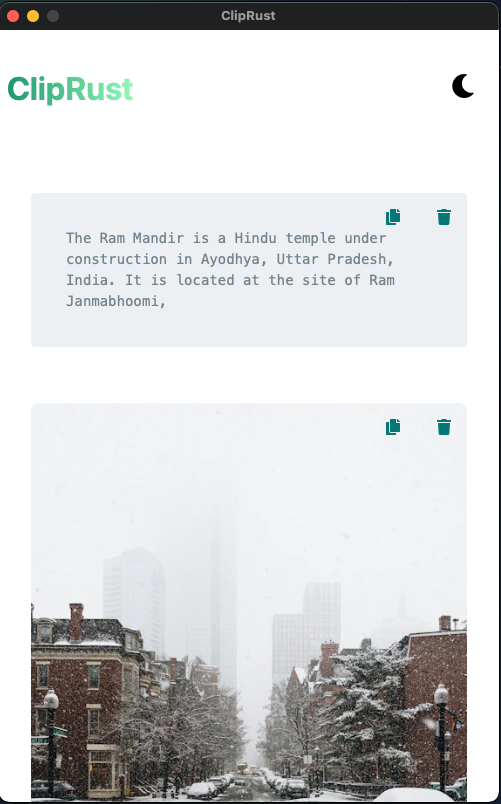 ClipRust
ClipRust
The Ram Mandir is a Hindu temple under
construction in Ayodhya, Uttar Pradesh,
India. It is located at the site of Ram
Janmabhoomi,